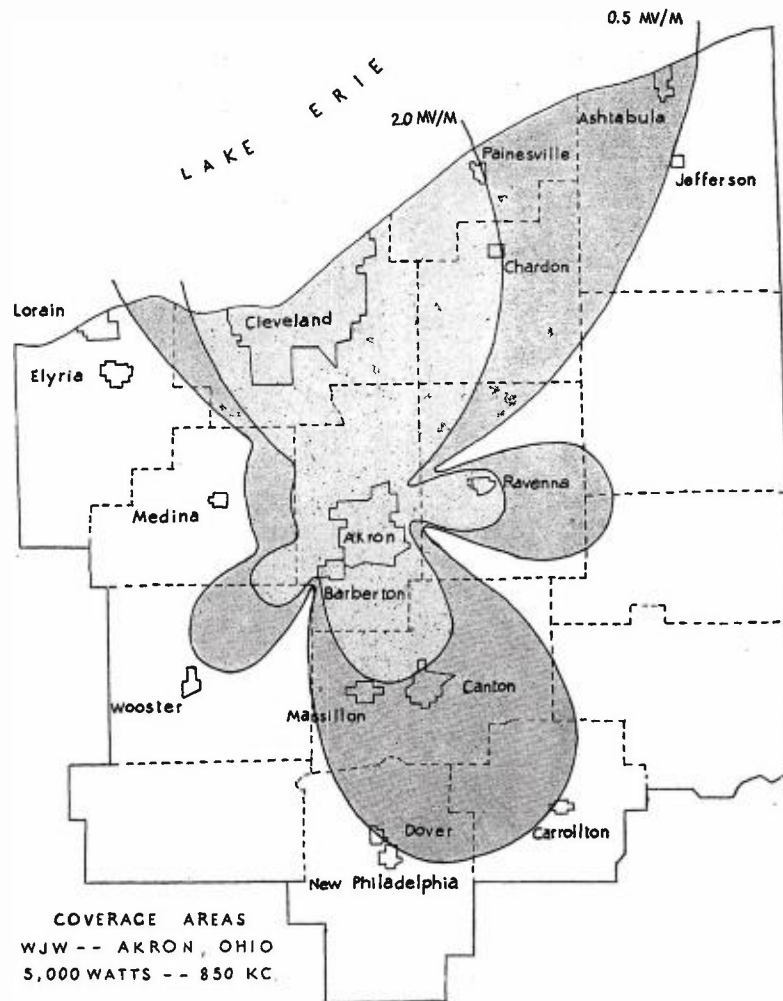 0.5 MV/M
LAKE ERIE
2.0 MV/M
Ashtabula
Painesville
Jefferson
Chardon
Lorain
Cleveland
Elyria
Ravenna
Medina
AKRON
Barberton
Wooster
Massillon
Canton
Dover
Carrollton
New Philadelphia
COVERAGE AREAS
WJW -- AKRON, OHIO
5,000 WATTS -- 850 KC